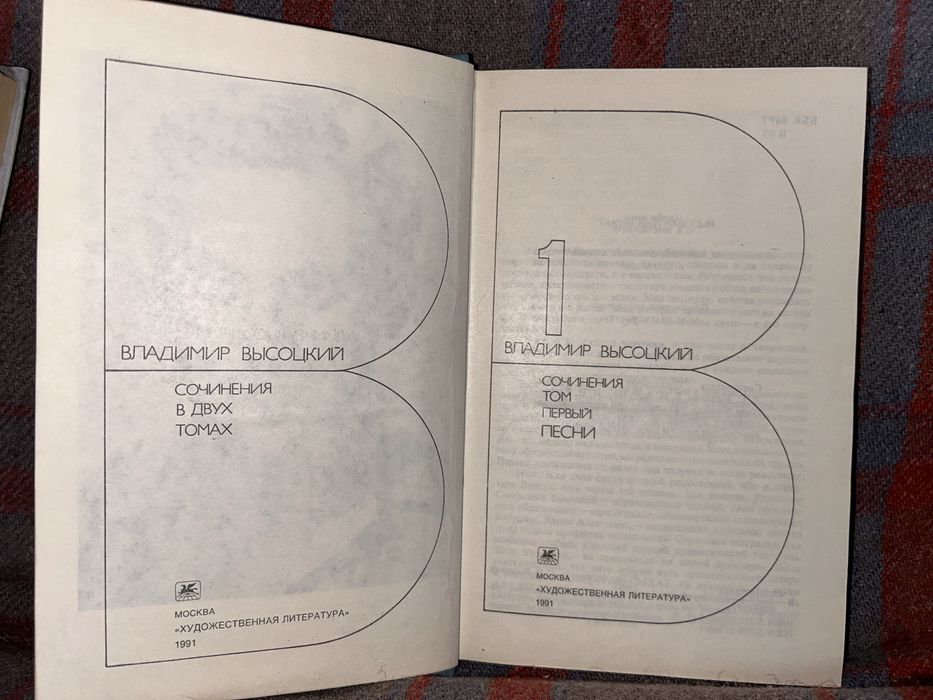 ВЛАДИМИР ВЫСОЦКИЙ
СОЧИНЕНИЯ
В ДВУХ
ТОМАХ
МОСКВА
«ХУДОЖЕСТВЕННАЯ ЛИТЕРАТУРА»
1991
1
ВЛАДИМИР ВЫСОЦКИЙ
СОЧИНЕНИЯ
ТОМ
ПЕРВЫЙ
ПЕСНИ
МОСКВА
«ХУДОЖЕСТВЕННАЯ ЛИТЕРАТУРА»
1991